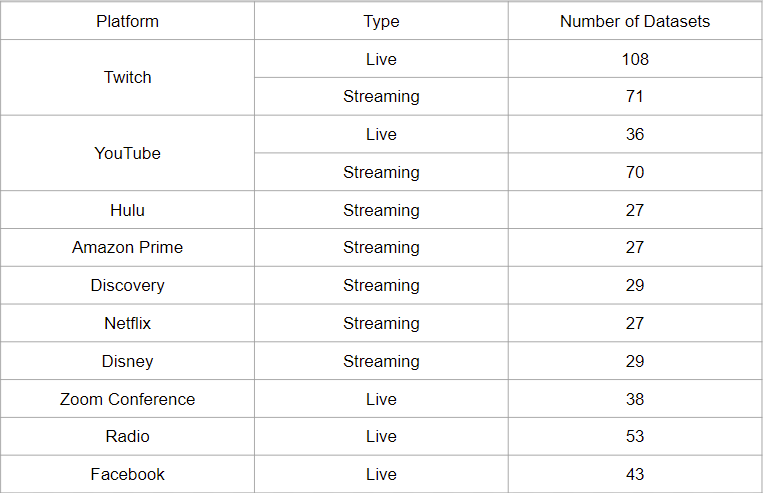 Platform Type Number of Datasets
Twitch Live 108
Streaming 71
YouTube Live 36
Streaming 70
Hulu Streaming 27
Amazon Prime Streaming 27
Discovery Streaming 29
Netflix Streaming 27
Disney Streaming 29
Zoom Conference Live 38
Radio Live 53
Facebook Live 43